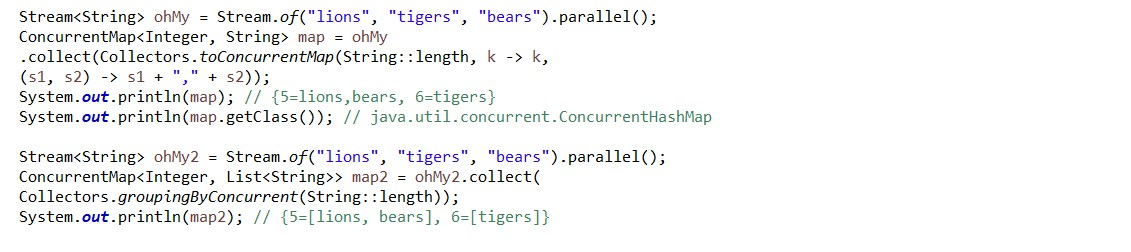 Stream<String> ohMy = Stream.of("lions", "tigers", "bears").parallel();
ConcurrentMap<Integer, String> map = ohMy
.collect(Collectors.toConcurrentMap(String::length, k -> k,
(s1, s2) -> s1 + "," + s2));
System.out.println(map); // {5=lions,bears, 6=tigers}
System.out.println(map.getClass()); // java.util.concurrent.ConcurrentHashMap
Stream<String> ohMy2 = Stream.of("lions", "tigers", "bears").parallel();
ConcurrentMap<Integer, List<String>> map2 = ohMy2.collect(
Collectors.groupingByConcurrent(String::length));
System.out.println(map2); // {5=[lions, bears], 6=[tigers]}